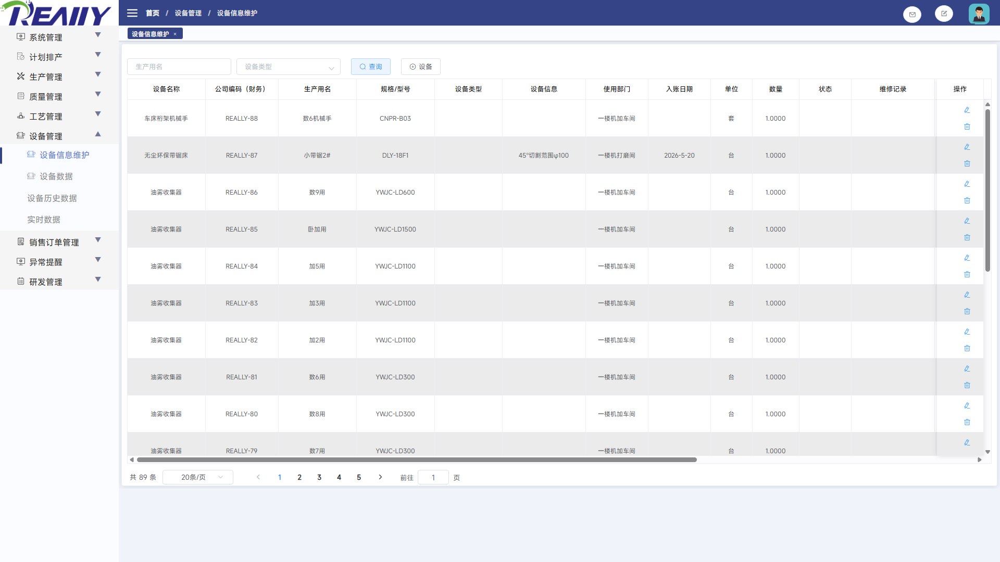 REALLY
首页 / 设备管理 / 设备信息维护
设备信息维护 ×
系统管理
计划排产
生产管理
质量管理
工艺管理
设备管理
设备信息维护
设备数据
设备历史数据
实时数据
销售订单管理
异常提醒
研发管理
生产用名 设备类型 查询 设备
设备名称 公司编码（财务） 生产用名 规格/型号 设备类型 设备信息 使用部门 入账日期 单位 数量 状态 维修记录 操作
车床桁架机械手 REALLY-88 数6机械手 CNPR-B03 一楼机加车间 套 1.0000
无尘环保带锯床 REALLY-87 小带锯2# DLY-18F1 45°切割范围φ100 一楼机打磨间 2026-5-20 台 1.0000
油雾收集器 REALLY-86 数9用 YWJC-LD600 一楼机加车间 台 1.0000
油雾收集器 REALLY-85 卧加用 YWJC-LD1500 一楼机加车间 台 1.0000
油雾收集器 REALLY-84 加5用 YWJC-LD1100 一楼机加车间 台 1.0000
油雾收集器 REALLY-83 加3用 YWJC-LD1100 一楼机加车间 台 1.0000
油雾收集器 REALLY-82 加2用 YWJC-LD1100 一楼机加车间 台 1.0000
油雾收集器 REALLY-81 数6用 YWJC-LD300 一楼机加车间 台 1.0000
油雾收集器 REALLY-80 数8用 YWJC-LD300 一楼机加车间 台 1.0000
油雾收集器 REALLY-79 数7用 YWJC-LD300 一楼机加车间 台 1.0000
共 89 条 20条/页 1 2 3 4 5 前往 1 页